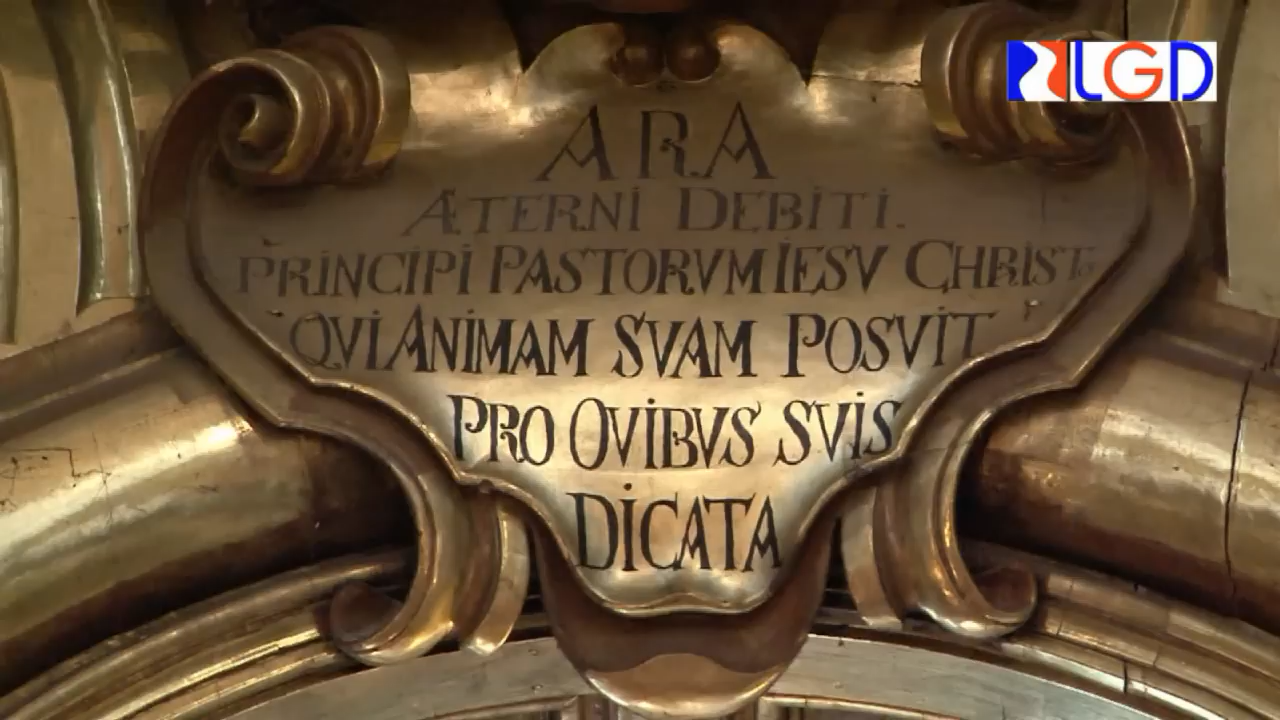 LGD
ARA
ÆTERNI DEBITI.
PRINCIPI PASTORVM IESV CHRISTI
QVI ANIMAM SVAM POSVIT
PRO OVIBVS SVIS
DICATA